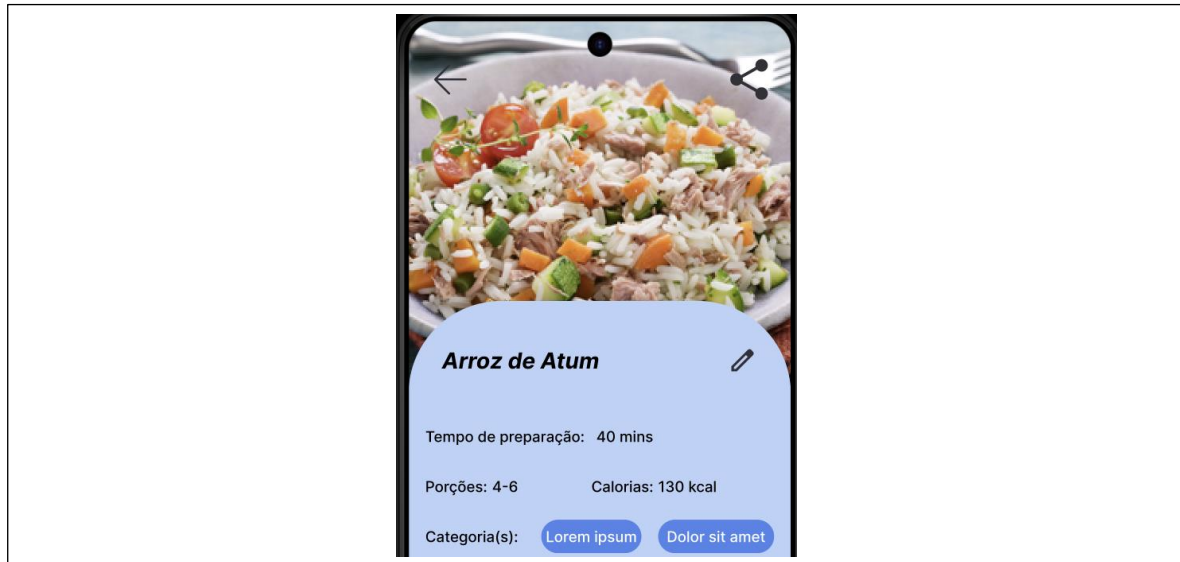 Arroz de Atum
Tempo de preparação: 40 mins
Porções: 4-6 Calorias: 130 kcal
Categoria(s): Lorem ipsum Dolor sit amet